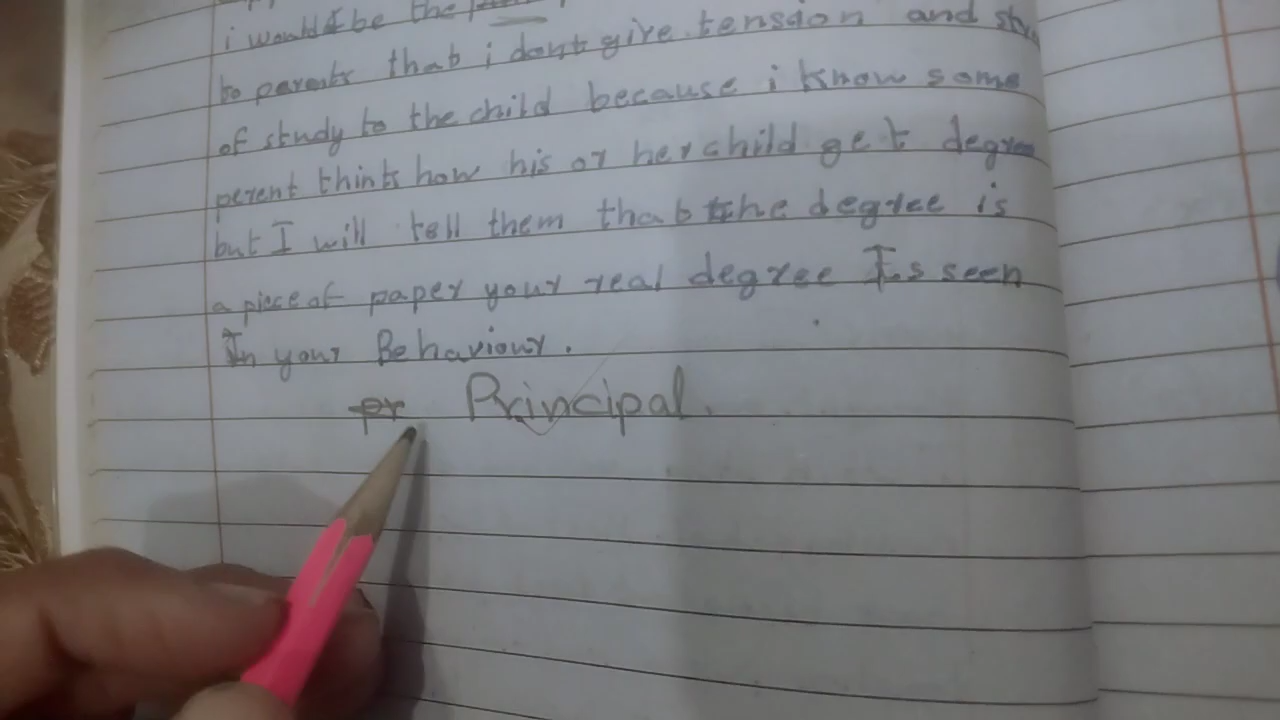 i would be the
to parents that i dont give tension and
of study to the child because i know some
perent thinks how his or her child get degree
but I will tell them that the degree is
a piece of paper your real degree Is seen
In your Behaviour.
pr Principal.